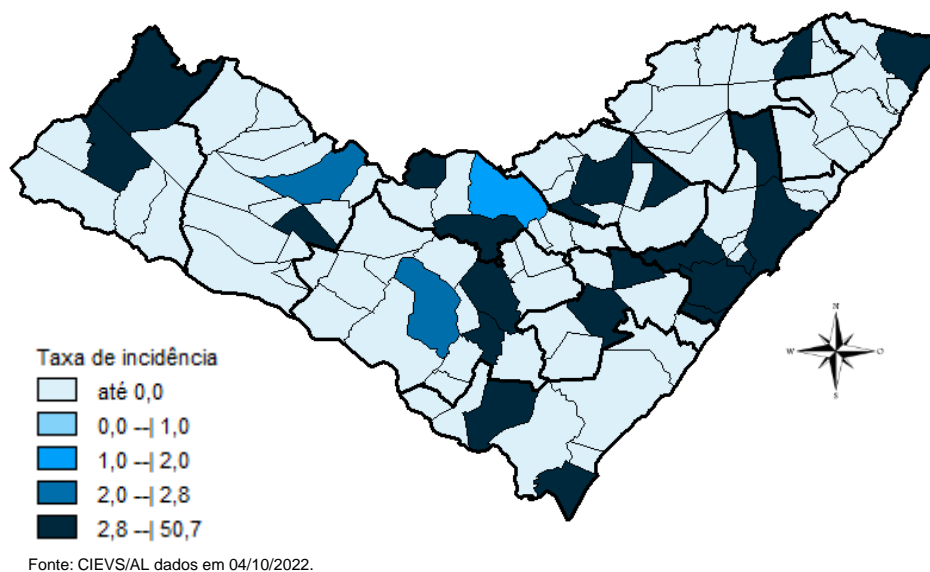 N
W O
S
Taxa de incidência
até 0,0
0,0 --| 1,0
1,0 --| 2,0
2,0 --| 2,8
2,8 --| 50,7
Fonte: CIEVS/AL dados em 04/10/2022.